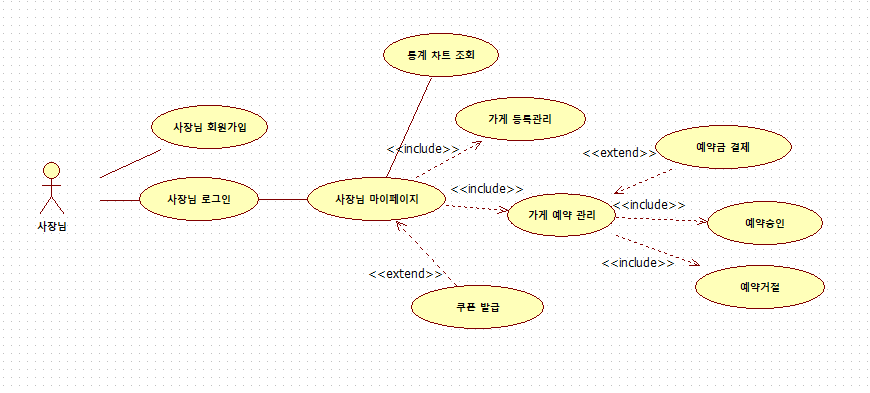 통계 차트 조회
사장님 회원가입
가게 등록관리
<<include>>
<<extend>>
예약금 결제
사장님
사장님 로그인
사장님 마이페이지
<<include>>
가게 예약 관리
<<include>>
예약승인
<<include>>
예약거절
<<extend>>
쿠폰 발급